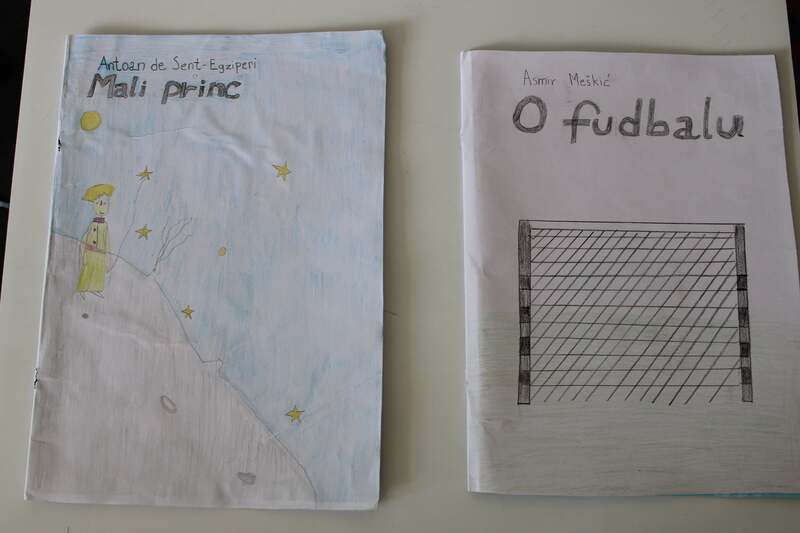 Antoan de Sent-Egziperi
Mali princ
Asmir Meškić
O fudbalu